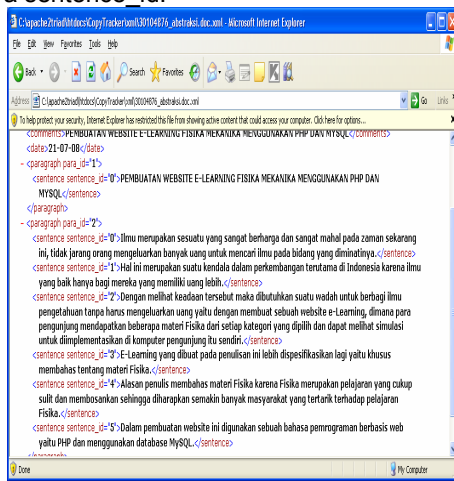 a sentence_id.
C:\apache2triad\htdocs\CopyTracker\xml\30104876_abstraksi.doc.xml - Microsoft Internet Explorer
File Edit View Favorites Tools Help
Back Search Favorites
Address C:\apache2triad\htdocs\CopyTracker\xml\30104876_abstraksi.doc.xml Go Links
To help protect your security, Internet Explorer has restricted this file from showing active content that could access your computer. Click here for options...
<comments>PEMBUATAN WEBSITE E-LEARNING FISIKA MEKANIKA MENGGUNAKAN PHP DAN MYSQL</comments>
<date>21-07-08</date>
- <paragraph para_id="1">
<sentence sentence_id="0">PEMBUATAN WEBSITE E-LEARNING FISIKA MEKANIKA MENGGUNAKAN PHP DAN
MYSQL</sentence>
</paragraph>
- <paragraph para_id="2">
<sentence sentence_id="0">Ilmu merupakan sesuatu yang sangat berharga dan sangat mahal pada zaman sekarang
ini, tidak jarang orang mengeluarkan banyak uang untuk mencari ilmu pada bidang yang diminatinya.</sentence>
<sentence sentence_id="1">Hal ini merupakan suatu kendala dalam perkembangan terutama di Indonesia karena ilmu
yang baik hanya bagi mereka yang memiliki uang lebih.</sentence>
<sentence sentence_id="2">Dengan melihat keadaan tersebut maka dibutuhkan suatu wadah untuk berbagi ilmu
pengetahuan tanpa harus mengeluarkan uang yaitu dengan membuat sebuah website e-Learning, dimana para
pengunjung mendapatkan beberapa materi Fisika dari setiap kategori yang dipilih dan dapat melihat simulasi
untuk diimplementasikan di komputer pengunjung itu sendiri.</sentence>
<sentence sentence_id="3">E-Learning yang dibuat pada penulisan ini lebih dispesifikasikan lagi yaitu khusus
membahas tentang materi Fisika.</sentence>
<sentence sentence_id="4">Alasan penulis membahas materi Fisika karena Fisika merupakan pelajaran yang cukup
sulit dan membosankan sehingga diharapkan semakin banyak masyarakat yang tertarik terhadap pelajaran
Fisika.</sentence>
<sentence sentence_id="5">Dalam pembuatan website ini digunakan sebuah bahasa pemrograman berbasis web
yaitu PHP dan menggunakan database MySQL.</sentence>
</paragraph>
Done My Computer